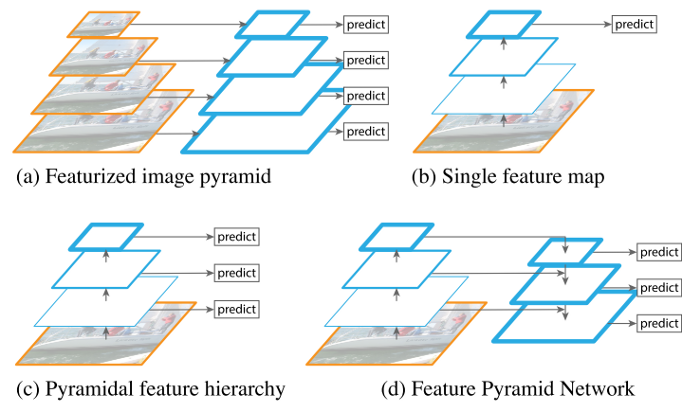 predict
predict
predict
predict
predict
(a) Featurized image pyramid
(b) Single feature map
predict
predict
predict
predict
predict
predict
(c) Pyramidal feature hierarchy
(d) Feature Pyramid Network